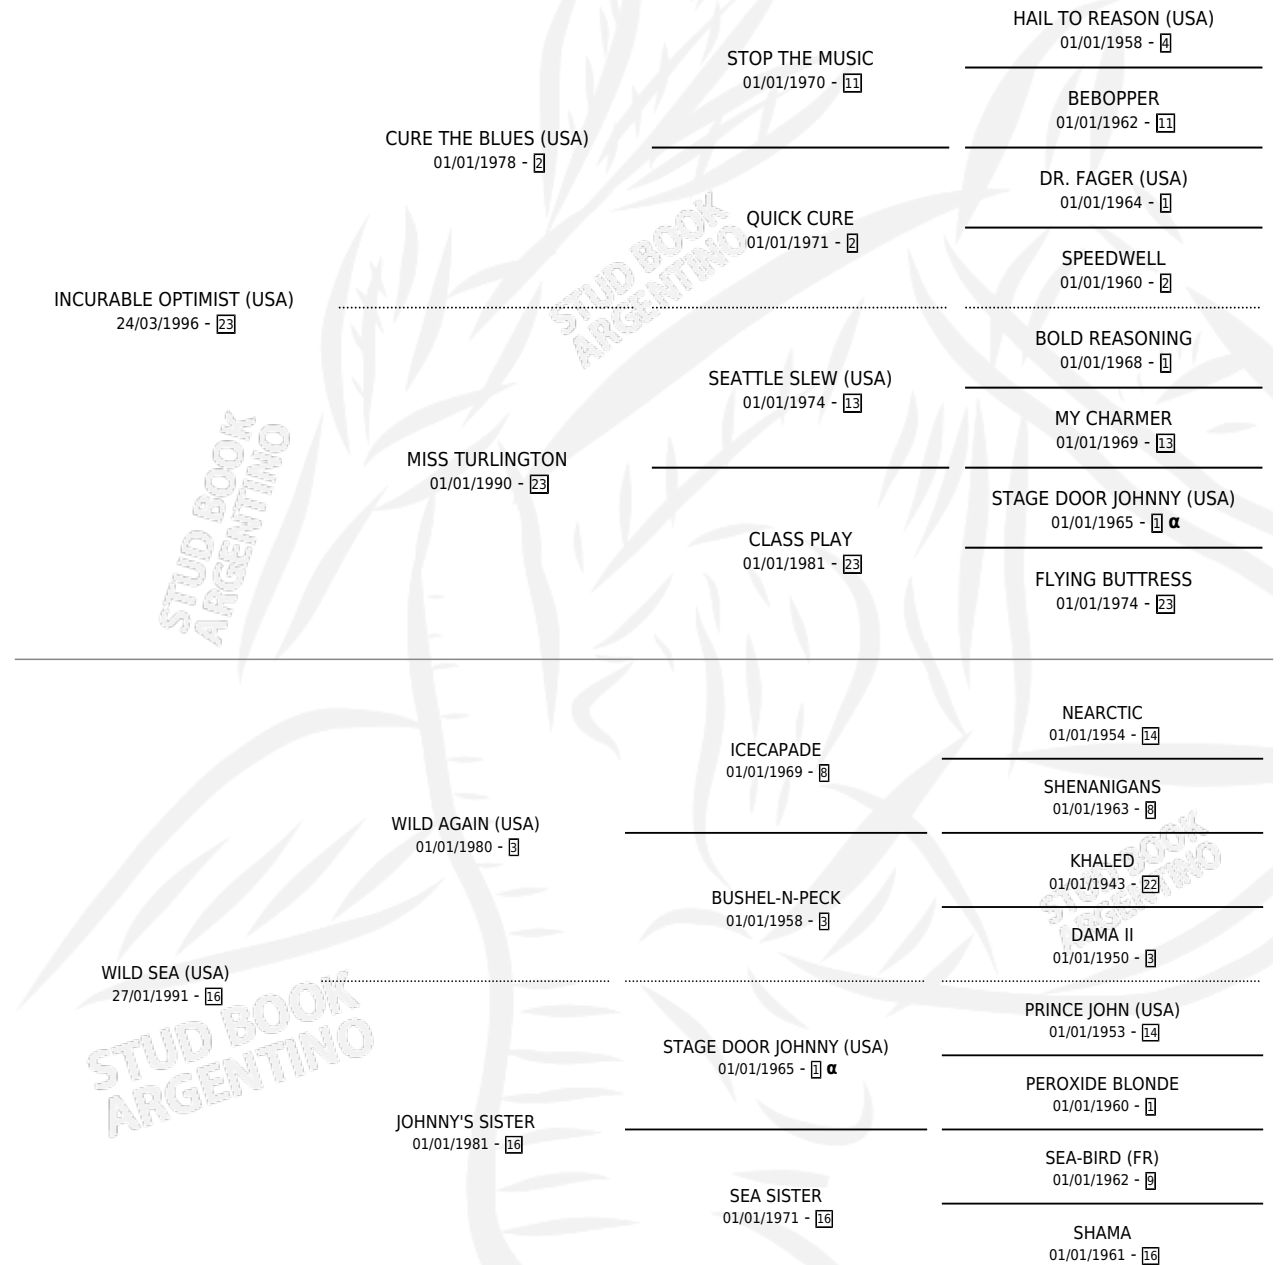 HAIL TO REASON (USA)
01/01/1958 - 4
STOP THE MUSIC
01/01/1970 - 11
BEBOPPER
01/01/1962 - 11
CURE THE BLUES (USA)
01/01/1978 - 2
DR. FAGER (USA)
01/01/1964 - 1
QUICK CURE
01/01/1971 - 2
SPEEDWELL
01/01/1960 - 2
INCURABLE OPTIMIST (USA)
24/03/1996 - 23
BOLD REASONING
01/01/1968 - 1
SEATTLE SLEW (USA)
01/01/1974 - 13
MY CHARMER
01/01/1969 - 13
MISS TURLINGTON
01/01/1990 - 23
STAGE DOOR JOHNNY (USA)
01/01/1965 - 1 α
CLASS PLAY
01/01/1981 - 23
FLYING BUTTRESS
01/01/1974 - 23
NEARCTIC
01/01/1954 - 14
ICECAPADE
01/01/1969 - 8
SHENANIGANS
01/01/1963 - 8
WILD AGAIN (USA)
01/01/1980 - 3
KHALED
01/01/1943 - 22
BUSHEL-N-PECK
01/01/1958 - 3
DAMA II
01/01/1950 - 3
WILD SEA (USA)
27/01/1991 - 16
PRINCE JOHN (USA)
01/01/1953 - 14
STAGE DOOR JOHNNY (USA)
01/01/1965 - 1 α
PEROXIDE BLONDE
01/01/1960 - 1
JOHNNY'S SISTER
01/01/1981 - 16
SEA-BIRD (FR)
01/01/1962 - 9
SEA SISTER
01/01/1971 - 16
SHAMA
01/01/1961 - 16
STUD BOOK
ARGENTINO
STUD BOOK
ARGENTINO
STUD BOOK
ARGENTINO
STUD BOOK
ARGENTINO